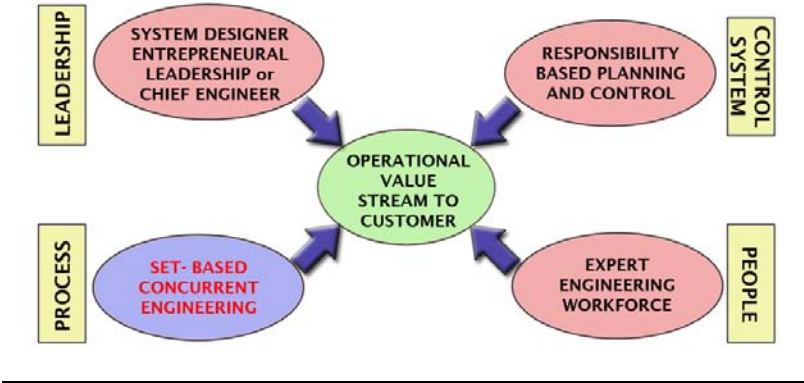 LEADERSHIP
SYSTEM DESIGNER
ENTREPRENEURAL
LEADERSHIP or
CHIEF ENGINEER
RESPONSIBILITY
BASED PLANNING
AND CONTROL
CONTROL
SYSTEM
OPERATIONAL
VALUE
STREAM TO
CUSTOMER
PROCESS
SET- BASED
CONCURRENT
ENGINEERING
EXPERT
ENGINEERING
WORKFORCE
PEOPLE